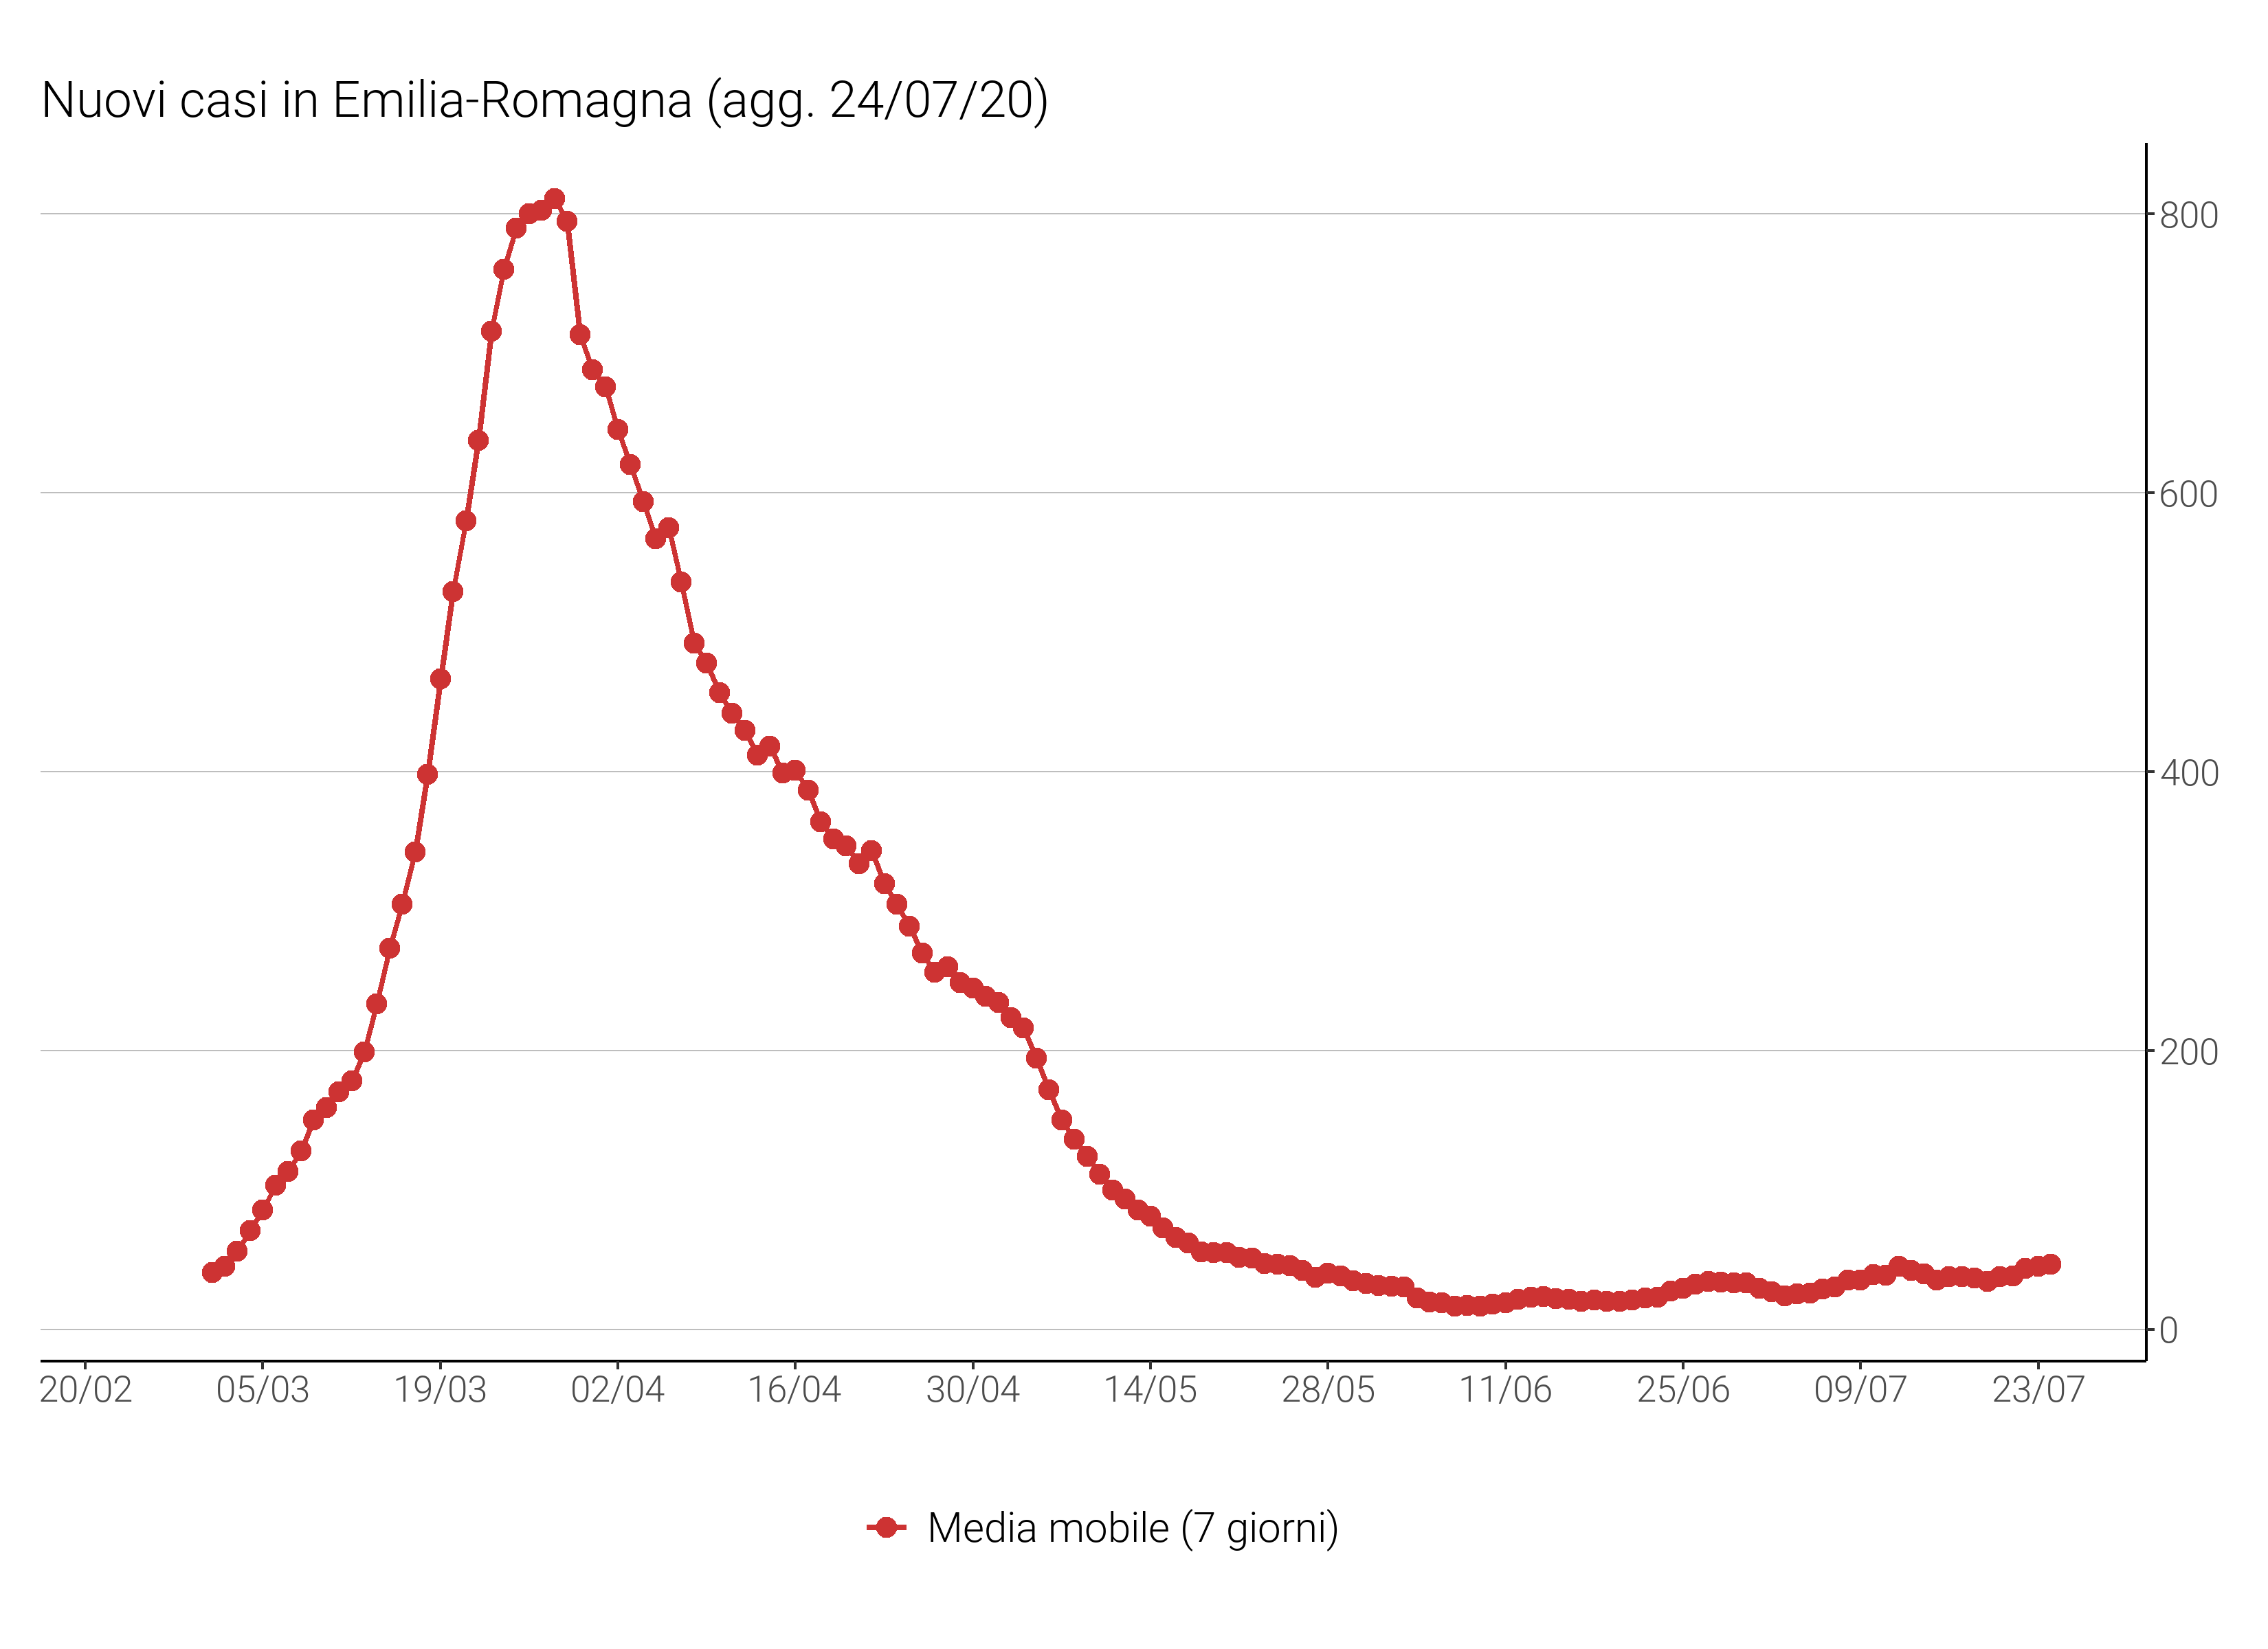 Nuovi casi in Emilia-Romagna (agg. 24/07/20)
800
600
400
200
0
20/02 05/03 19/03 02/04 16/04 30/04 14/05 28/05 11/06 25/06 09/07 23/07
Media mobile (7 giorni)